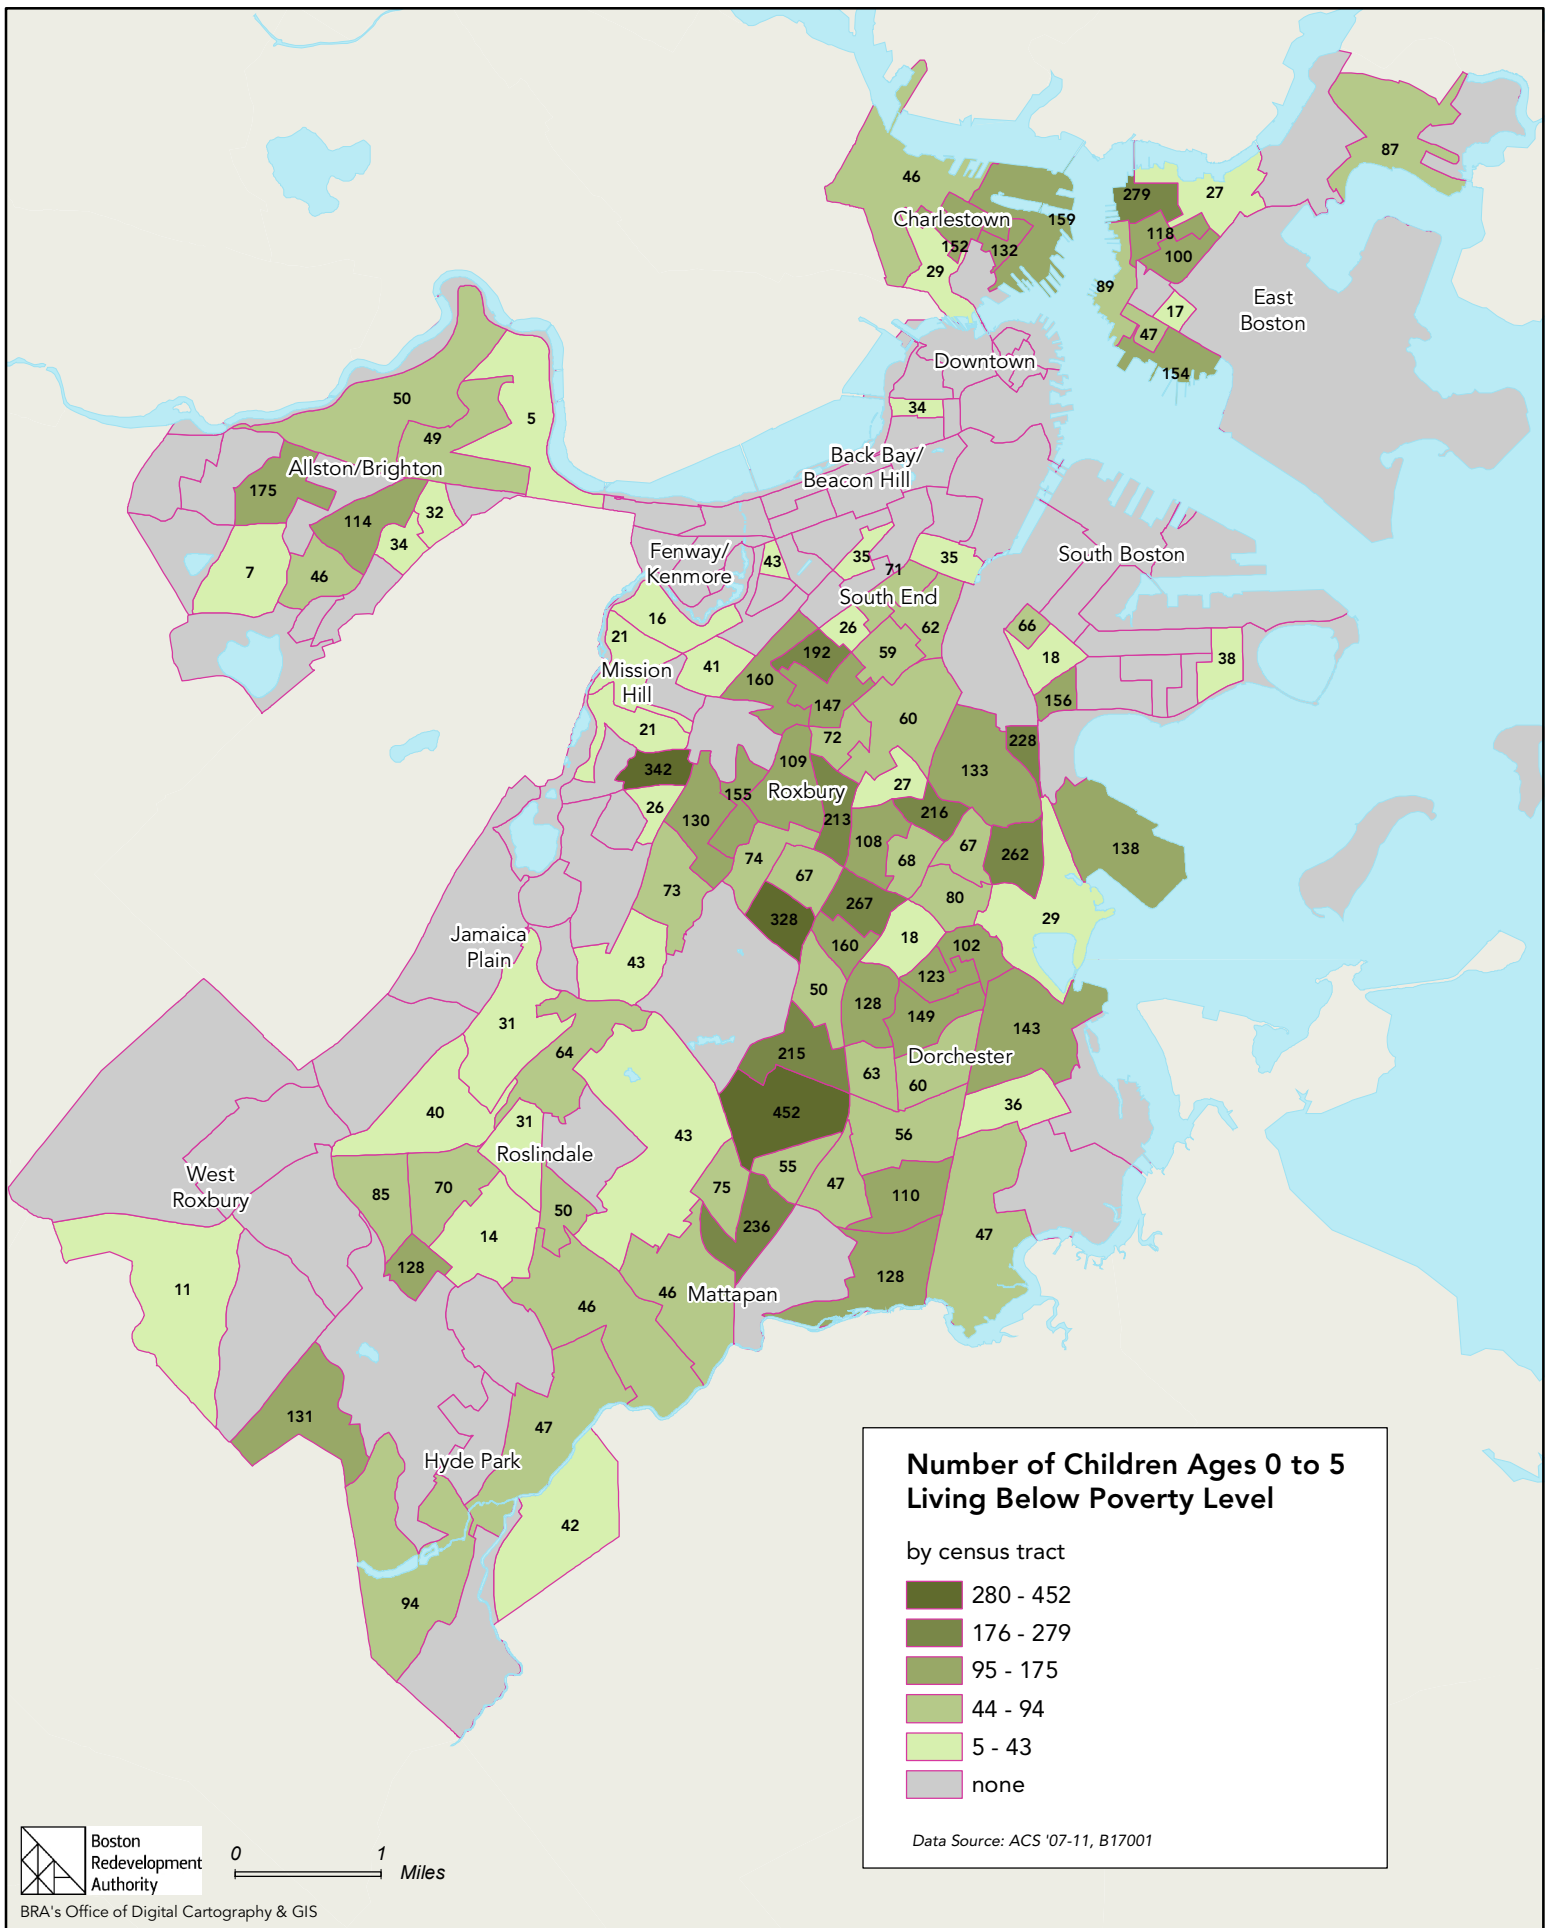 87
46
27
279
Charlestown
159
118
152
132
100
29
89
East
Boston
17
47
Downtown
154
50
34
5
49
Back Bay/
Beacon Hill
Allston/Brighton
175
32
114
34
Fenway/
Kenmore
43
35
71
35
South Boston
7
46
South End
16
21
26
62
66
192
59
18
38
Mission
Hill
41
160
147
156
21
72
60
228
342
109
133
155
Roxbury
27
26
130
213
216
108
67
138
74
68
262
67
73
80
328
267
29
Jamaica
Plain
18
160
102
43
123
50
128
31
149
143
64
215
Dorchester
63
60
40
452
36
31
43
56
Roslindale
West
Roxbury
85
70
75
55
47
110
14
50
236
47
128
11
46
46
Mattapan
128
131
47
Hyde Park
42
94
Number of Children Ages 0 to 5
Living Below Poverty Level
by census tract
280 - 452
176 - 279
95 - 175
44 - 94
5 - 43
none
Data Source: ACS '07-11, B17001
Boston
Redevelopment
Authority
0 1
Miles
BRA's Office of Digital Cartography & GIS